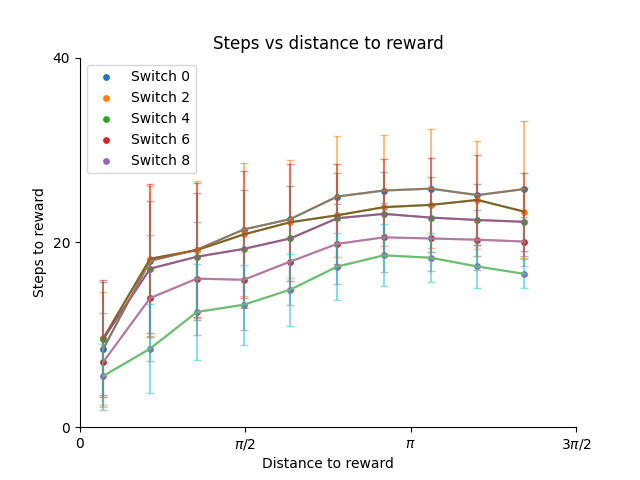 Steps vs distance to reward
40
20
0
Steps to reward
Switch 0
Switch 2
Switch 4
Switch 6
Switch 8
0 π/2 π 3π/2
Distance to reward